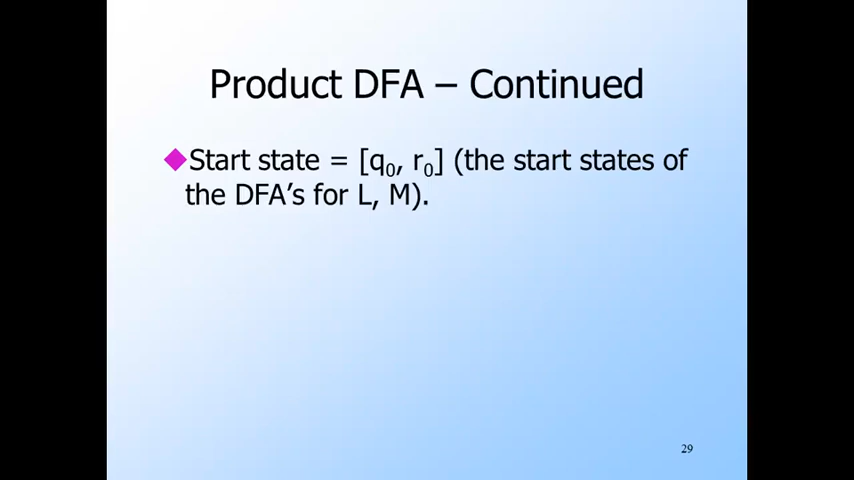 Product DFA – Continued
Start state = [q₀, r₀] (the start states of
the DFA’s for L, M).
29